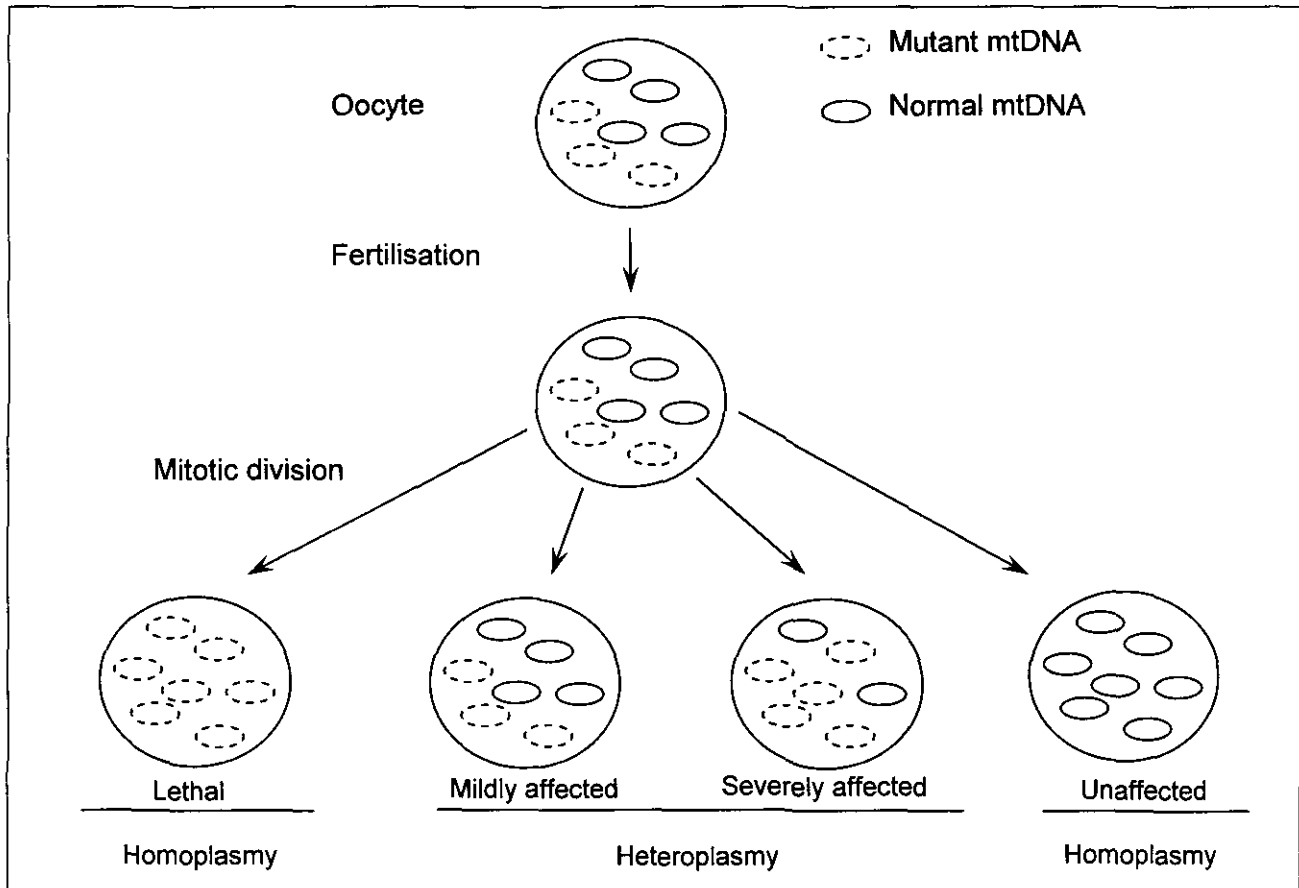 Mutant mtDNA
Oocyte
Normal mtDNA
Fertilisation
Mitotic division
Lethal
Mildly affected
Severely affected
Unaffected
Homoplasmy
Heteroplasmy
Homoplasmy